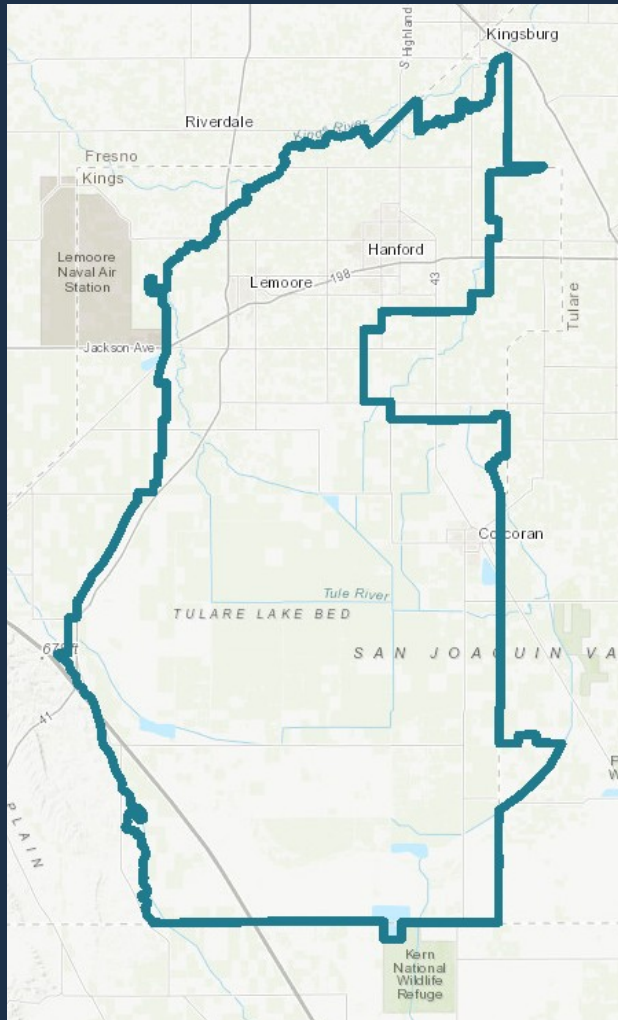 Kingsburg
S Highland
Riverdale
Kings River
Fresno
Kings
Lemoore
Naval Air
Station
Hanford
Lemoore
198
43
Tulare
Jackson Ave
Corcoran
Tule River
TULARE LAKE BED
SAN JOAQUIN VA
ft
41
PLAIN
Kern
National
Wildlife
Refuge